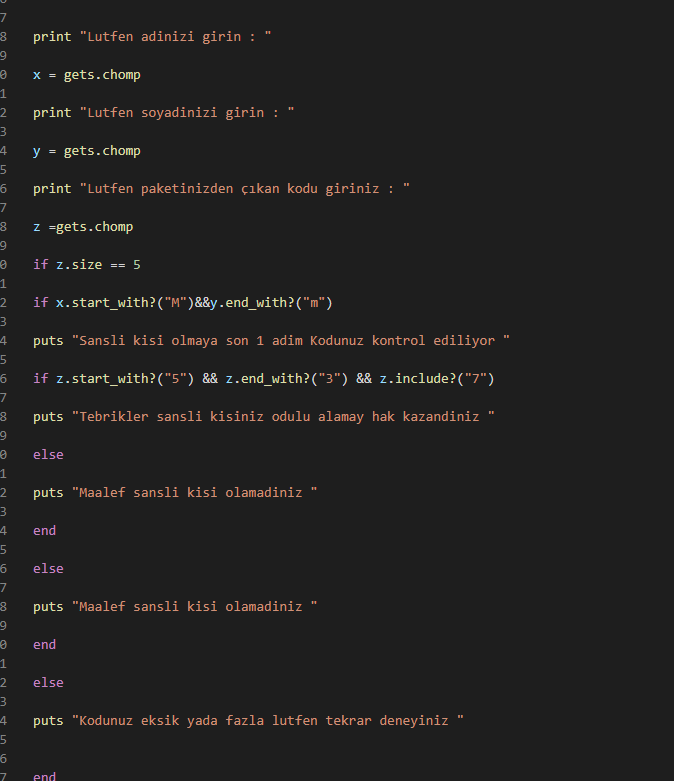 7
8 print "Lutfen adinizi girin : "
9
0 x = gets.chomp
1
2 print "Lutfen soyadinizi girin : "
3
4 y = gets.chomp
5
6 print "Lutfen paketinizden çıkan kodu giriniz : "
7
8 z =gets.chomp
9
0 if z.size == 5
1
2 if x.start_with?("M")&&y.end_with?("m")
3
4 puts "Sansli kisi olmaya son 1 adim Kodunuz kontrol ediliyor "
5
6 if z.start_with?("5") && z.end_with?("3") && z.include?("7")
7
8 puts "Tebrikler sansli kisiniz odulu alamay hak kazandiniz "
9
0 else
1
2 puts "Maalef sansli kisi olamadiniz "
3
4 end
5
6 else
7
8 puts "Maalef sansli kisi olamadiniz "
9
0 end
1
2 else
3
4 puts "Kodunuz eksik yada fazla lutfen tekrar deneyiniz "
5
6
7 end